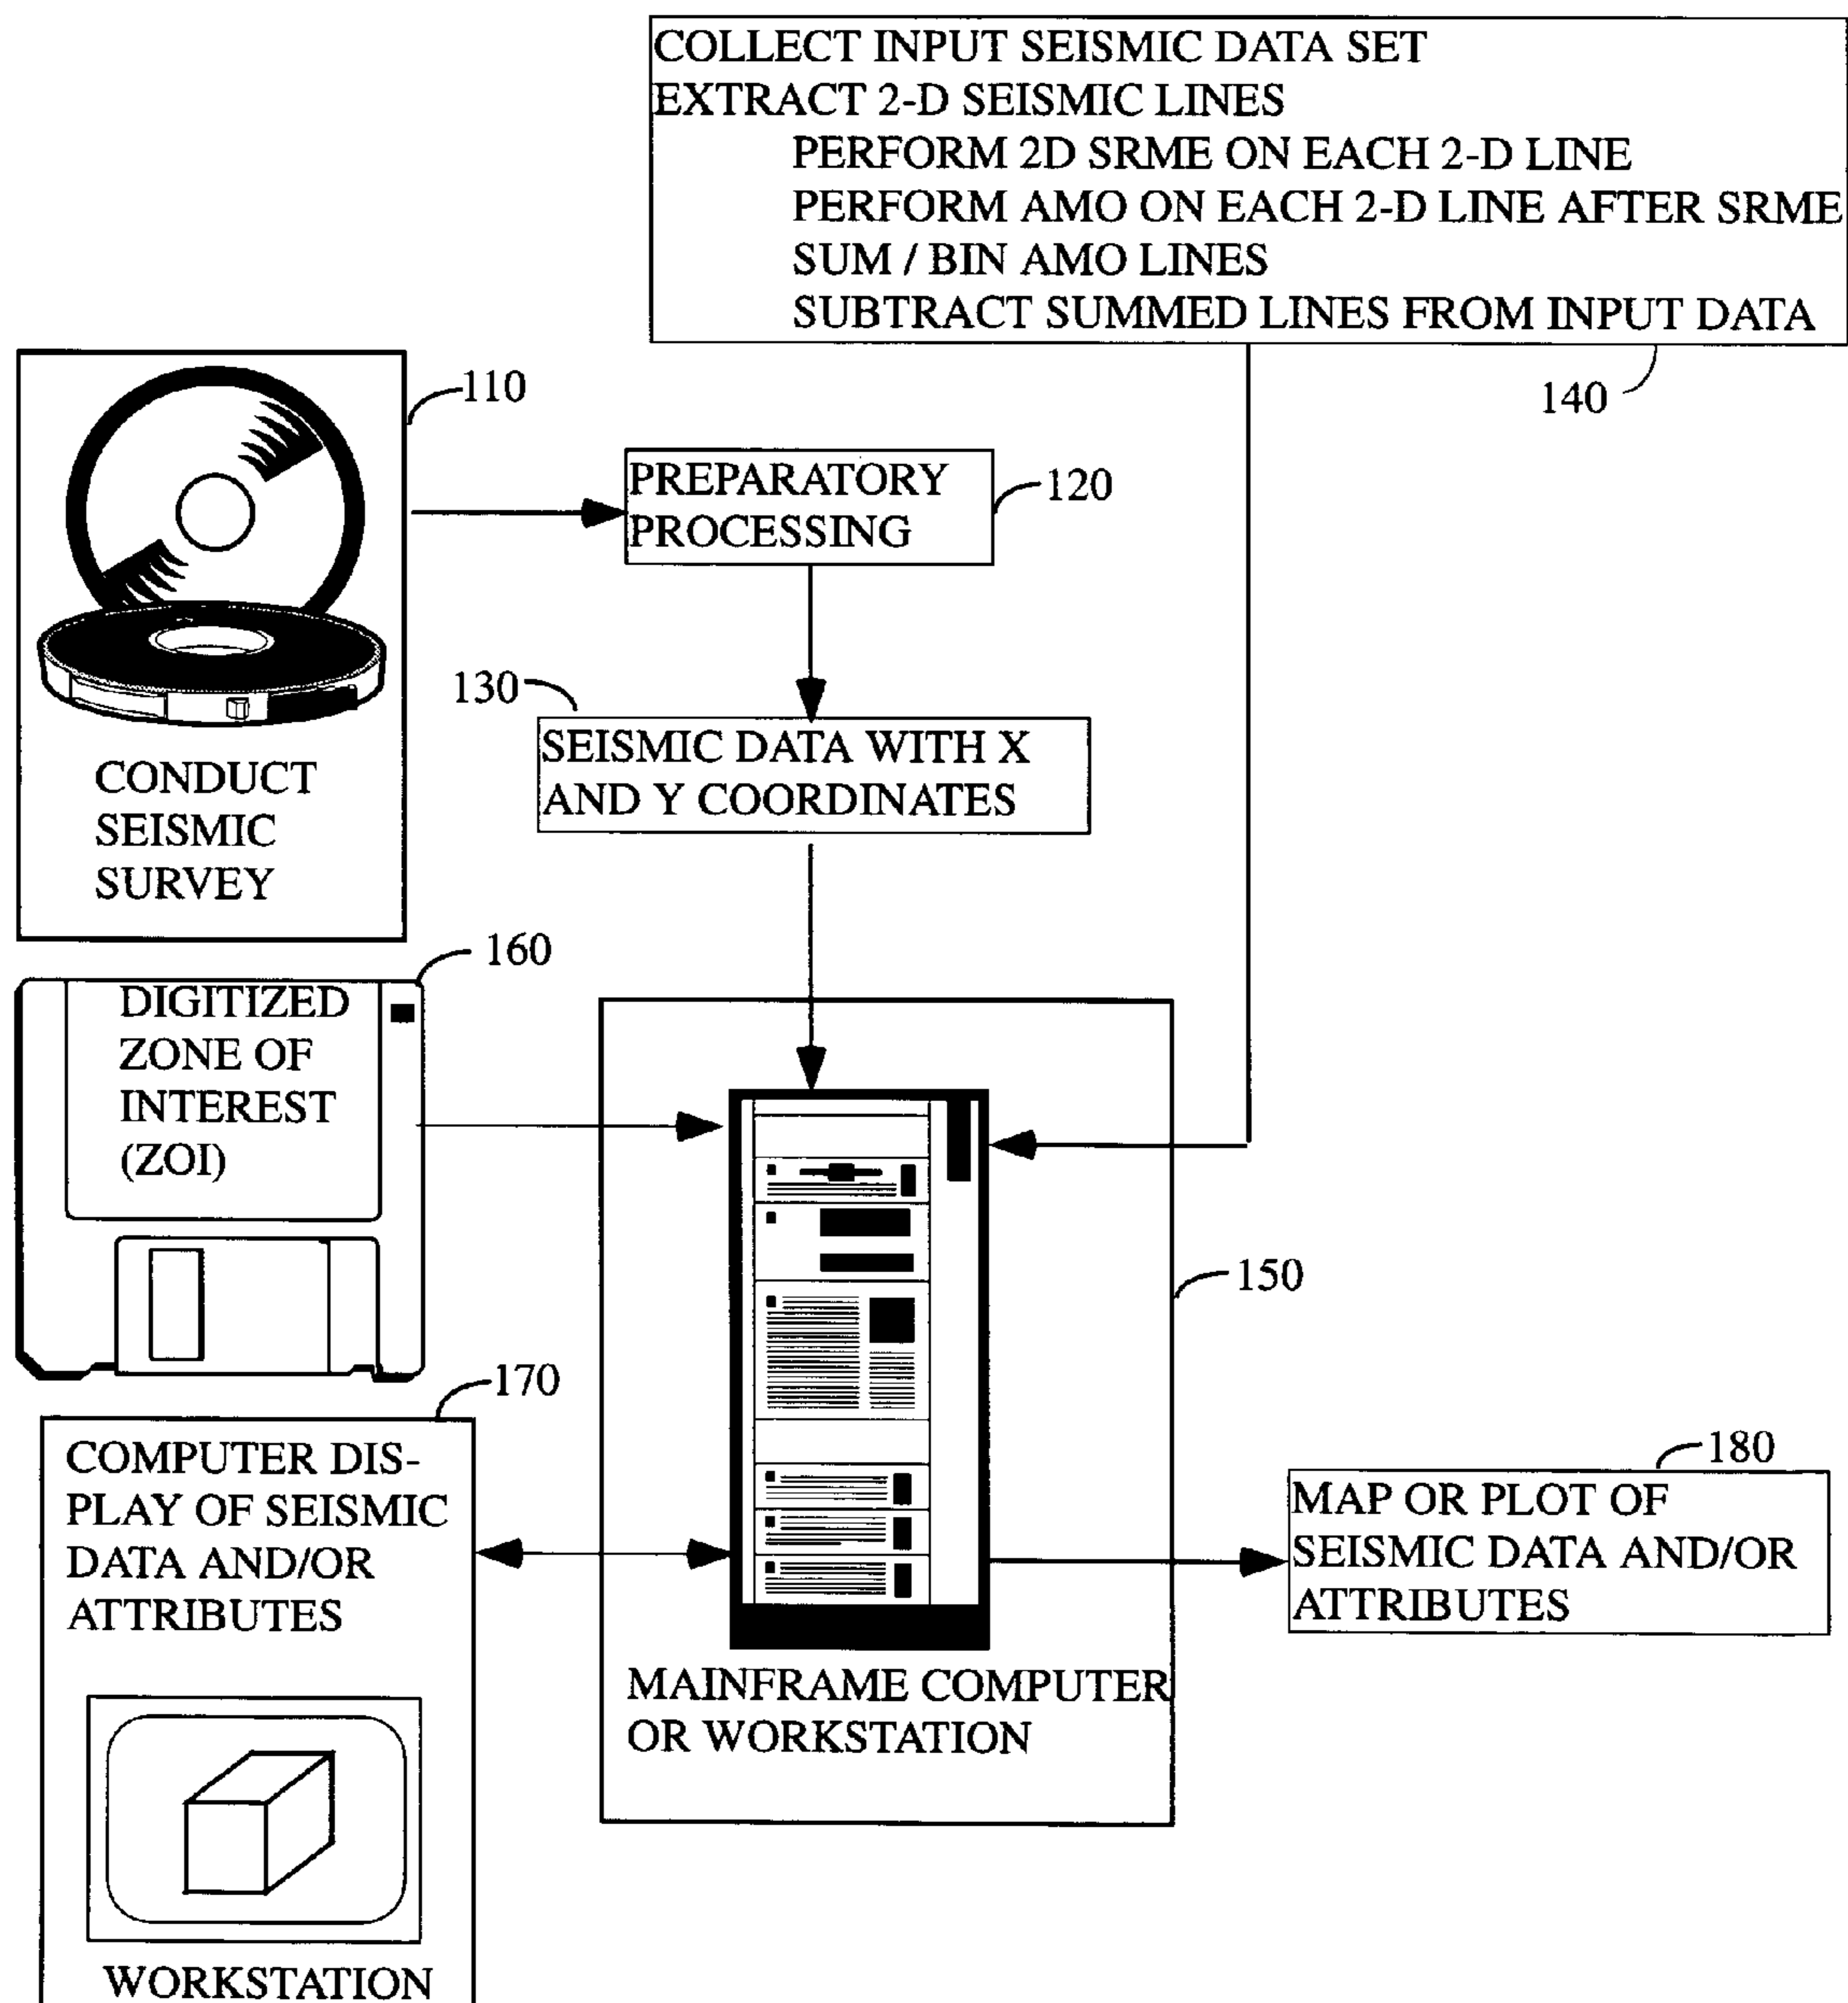 COLLECT INPUT SEISMIC DATA SET
EXTRACT 2-D SEISMIC LINES
PERFORM 2D SRME ON EACH 2-D LINE
PERFORM AMO ON EACH 2-D LINE AFTER SRME
SUM / BIN AMO LINES
SUBTRACT SUMMED LINES FROM INPUT DATA
140
110
CONDUCT
SEISMIC
SURVEY
PREPARATORY
PROCESSING
120
130
SEISMIC DATA WITH X
AND Y COORDINATES
160
DIGITIZED
ZONE OF
INTEREST
(ZOI)
150
MAINFRAME COMPUTER
OR WORKSTATION
170
COMPUTER DIS-
PLAY OF SEISMIC
DATA AND/OR
ATTRIBUTES
WORKSTATION
180
MAP OR PLOT OF
SEISMIC DATA AND/OR
ATTRIBUTES